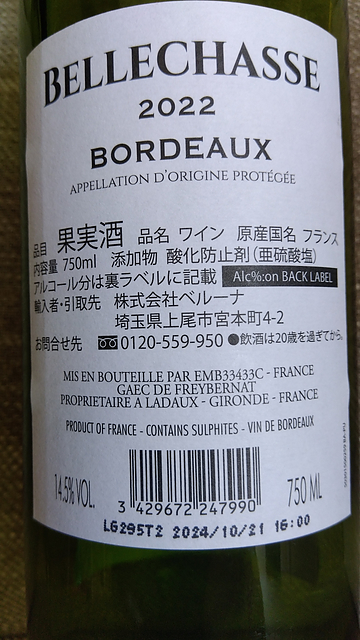 BELLECHASSE
2022
BORDEAUX
APPELLATION D'ORIGINE PROTÉGÉE
品目 果実酒 品名 ワイン 原産国名 フランス
内容量 750ml 添加物 酸化防止剤（亜硫酸塩）
アルコール分は裏ラベルに記載 Alc%:on BACK LABEL
輸入者・引取先 株式会社ベルーナ
埼玉県上尾市宮本町4-2
お問合せ先 0120-559-950 ●飲酒は20歳を過ぎてから。
MIS EN BOUTEILLE PAR EMB33433C - FRANCE
GAEC DE FREYBERNAT
PROPRIETAIRE A LADAUX - GIRONDE - FRANCE
PRODUCT OF FRANCE - CONTAINS SULPHITES - VIN DE BORDEAUX
14.5% VOL.
750 ML
3 429672 247990
LG295T2 2024/10/21 16:00